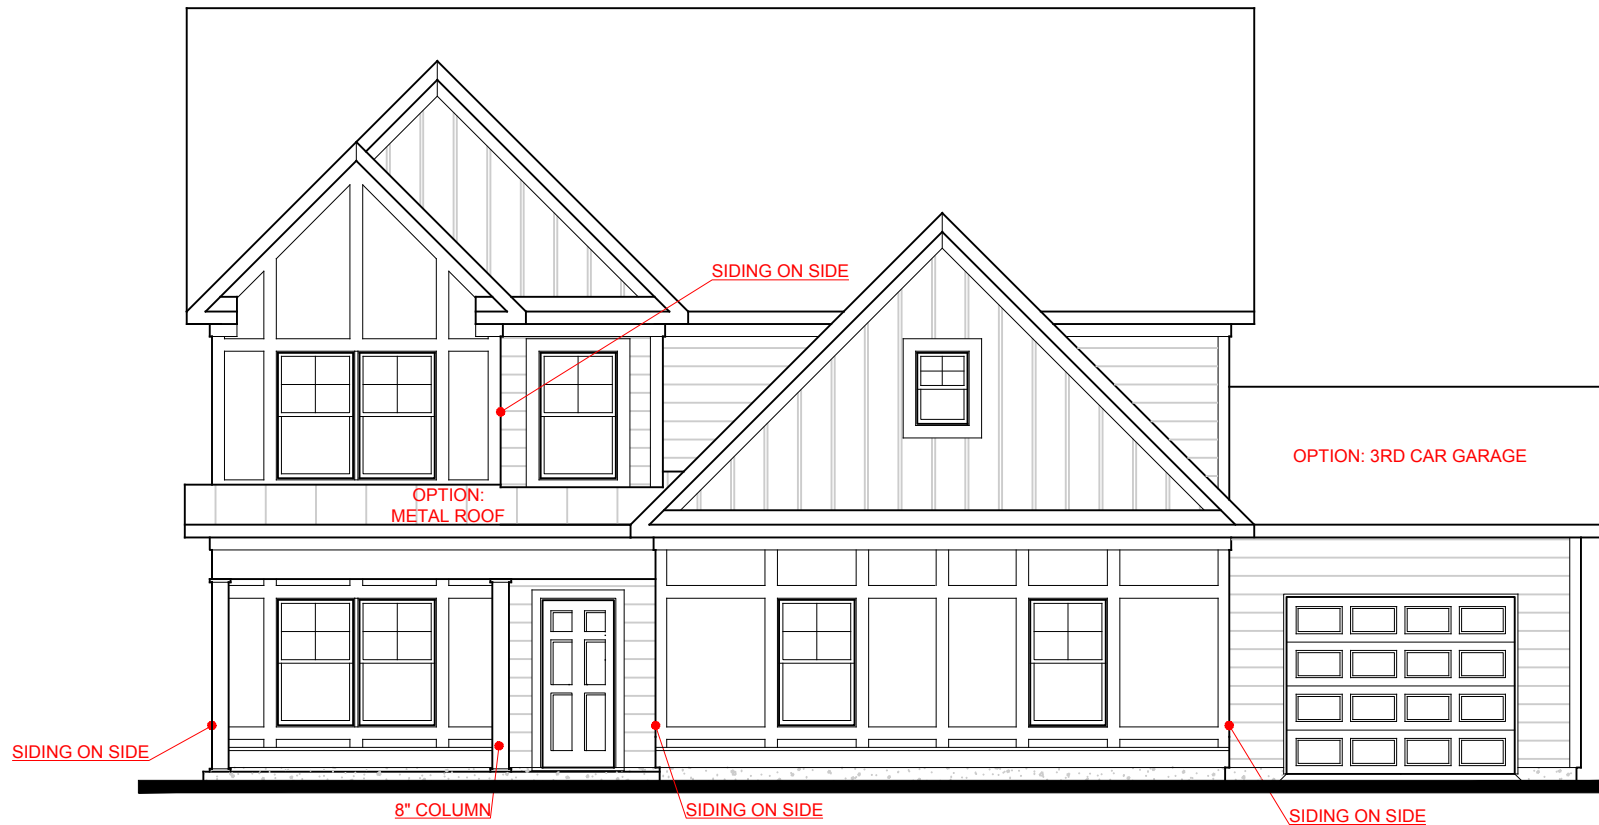 SIDING ON SIDE
OPTION: 3RD CAR GARAGE
OPTION:
METAL ROOF
SIDING ON SIDE
8" COLUMN
SIDING ON SIDE
SIDING ON SIDE